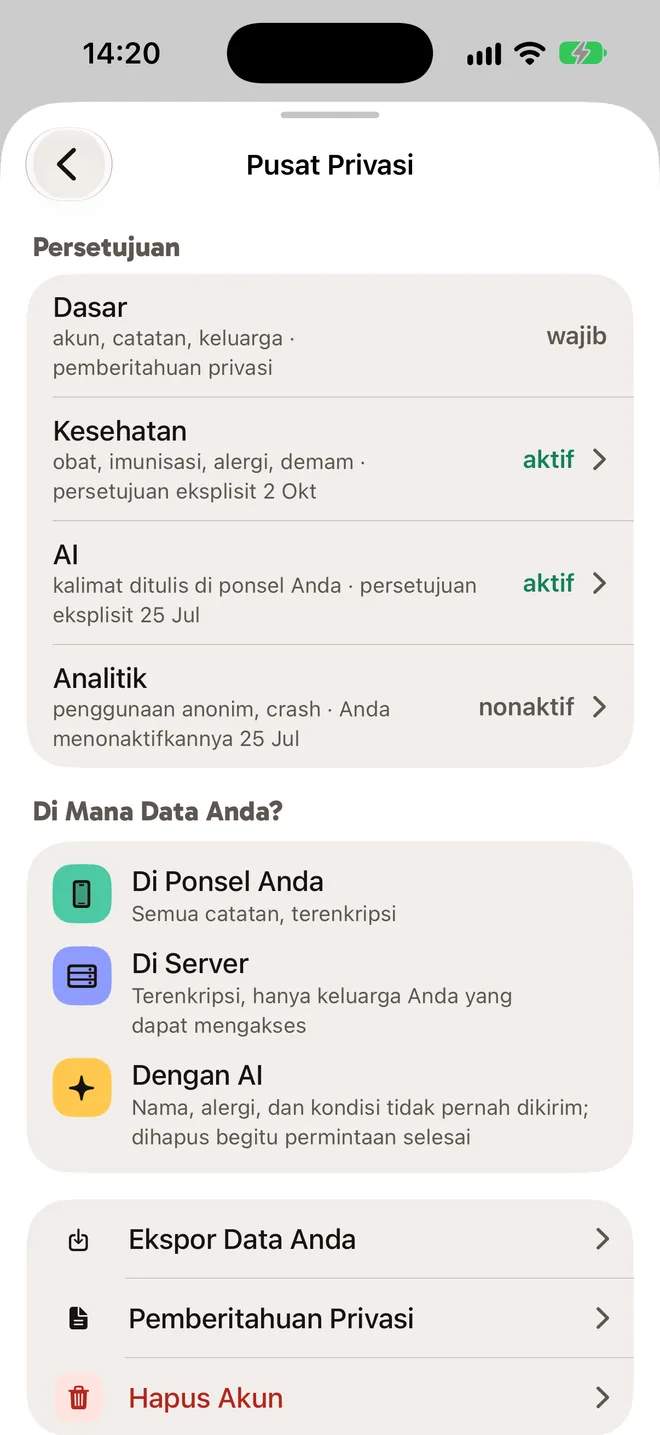 14:20
Pusat Privasi
Persetujuan
Dasar
akun, catatan, keluarga ·
pemberitahuan privasi
wajib
Kesehatan
obat, imunisasi, alergi, demam ·
persetujuan eksplisit 2 Okt
aktif
AI
kalimat ditulis di ponsel Anda · persetujuan
eksplisit 25 Jul
aktif
Analitik
penggunaan anonim, crash · Anda
menonaktifkannya 25 Jul
nonaktif
Di Mana Data Anda?
Di Ponsel Anda
Semua catatan, terenkripsi
Di Server
Terenkripsi, hanya keluarga Anda yang
dapat mengakses
Dengan AI
Nama, alergi, dan kondisi tidak pernah dikirim;
dihapus begitu permintaan selesai
Ekspor Data Anda
Pemberitahuan Privasi
Hapus Akun